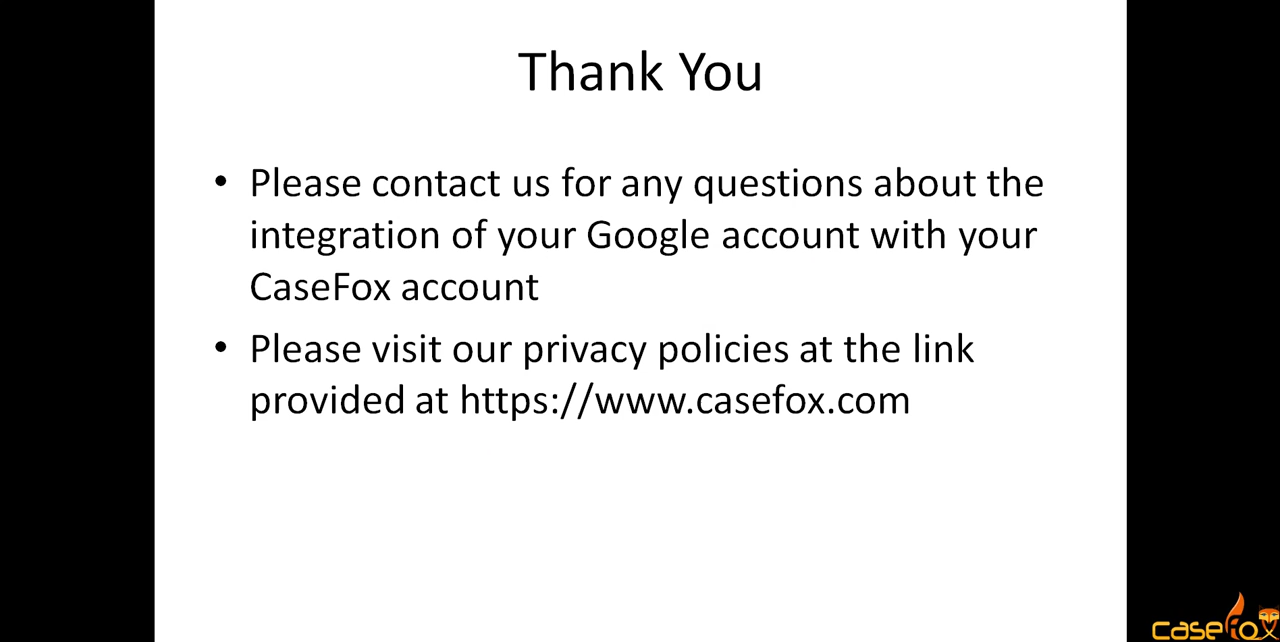 Thank You
• Please contact us for any questions about the
integration of your Google account with your
CaseFox account
• Please visit our privacy policies at the link
provided at https://www.casefox.com
casefox